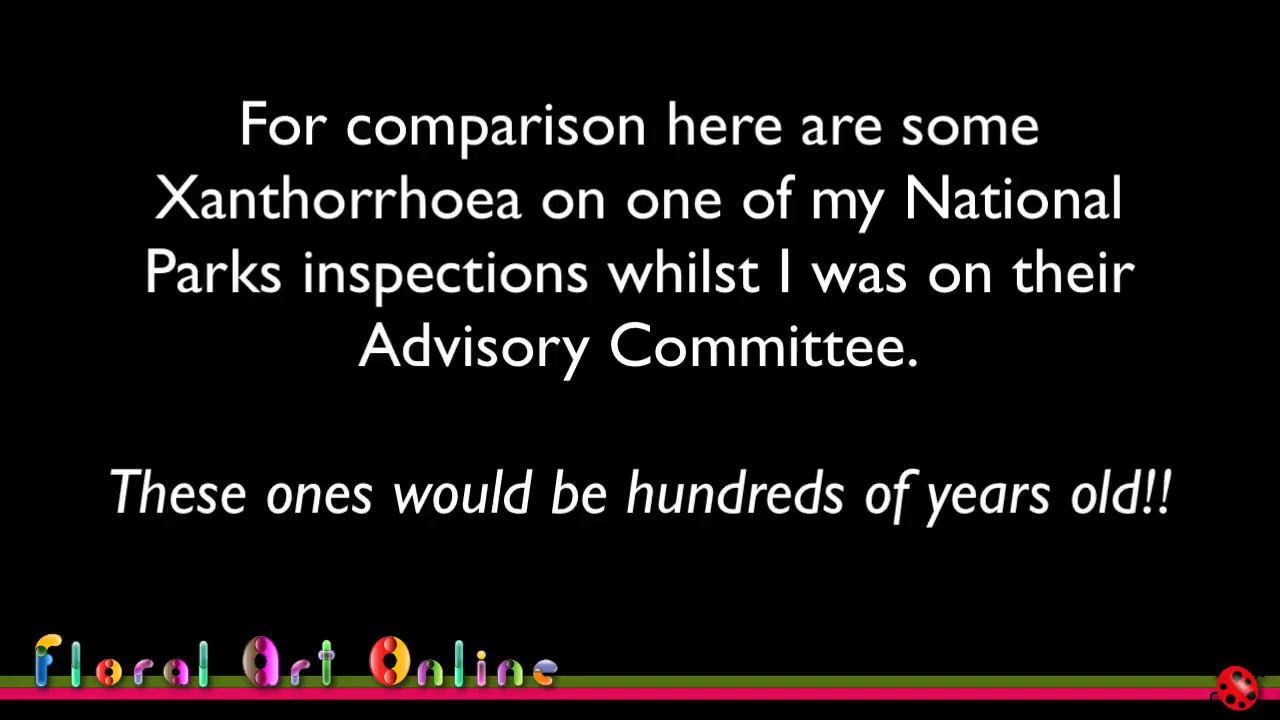 For comparison here are some
Xanthorrhoea on one of my National
Parks inspections whilst I was on their
Advisory Committee.
These ones would be hundreds of years old!!
Floral Art Online